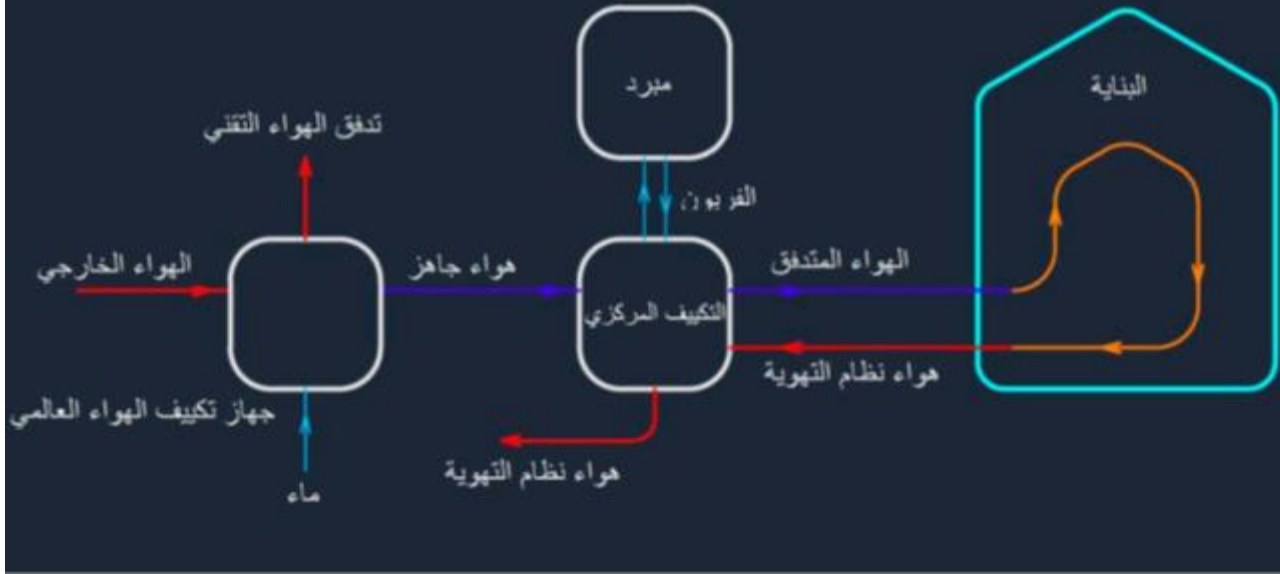 مبرد
البناية
تدفق الهواء التقني
الفريون
الهواء الخارجي
هواء جاهز
الهواء المتدفق
التكييف المركزي
هواء نظام التهوية
جهاز تكييف الهواء العالمي
هواء نظام التهوية
ماء